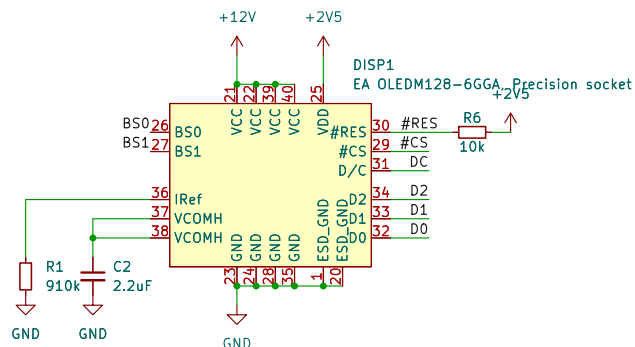 +12V
+2V5
DISP1
EA OLEDM128-6GGA, Precision socket
+2V5
21
22
39
40
25
VCC
VCC
VCC
VCC
VDD
BS0
26
BS0
BS1
27
BS1
#RES
30
#RES
R6
10k
#CS
29
#CS
D/C
31
DC
36
IRef
D2
34
D2
37
VCOMH
D1
33
D1
38
VCOMH
D0
32
D0
GND
GND
GND
GND
ESD_GND
ESD_GND
23
24
28
35
1
20
R1
910k
C2
2.2uF
GND
GND
GND